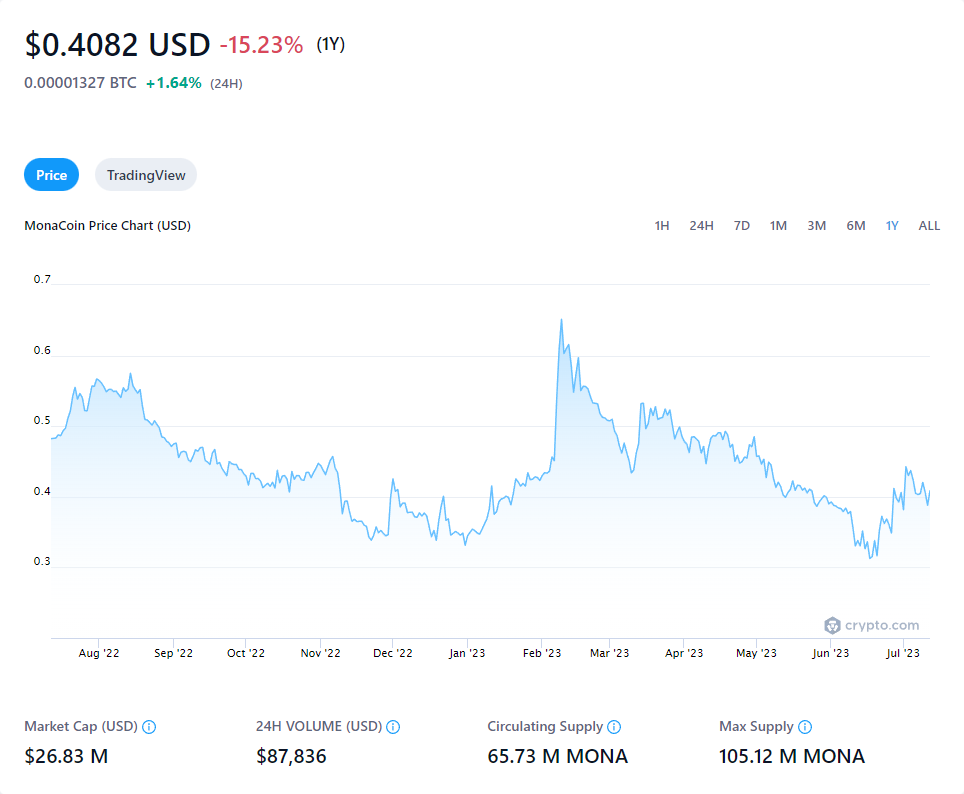 $0.4082 USD -15.23% (1Y)
0.00001327 BTC +1.64% (24H)
Price TradingView
MonaCoin Price Chart (USD) 1H 24H 7D 1M 3M 6M 1Y ALL
0.7
0.6
0.5
0.4
0.3
crypto.com
Aug '22 Sep '22 Oct '22 Nov '22 Dec '22 Jan '23 Feb '23 Mar '23 Apr '23 May '23 Jun '23 Jul '23
Market Cap (USD) 24H VOLUME (USD) Circulating Supply Max Supply
$26.83 M $87,836 65.73 M MONA 105.12 M MONA